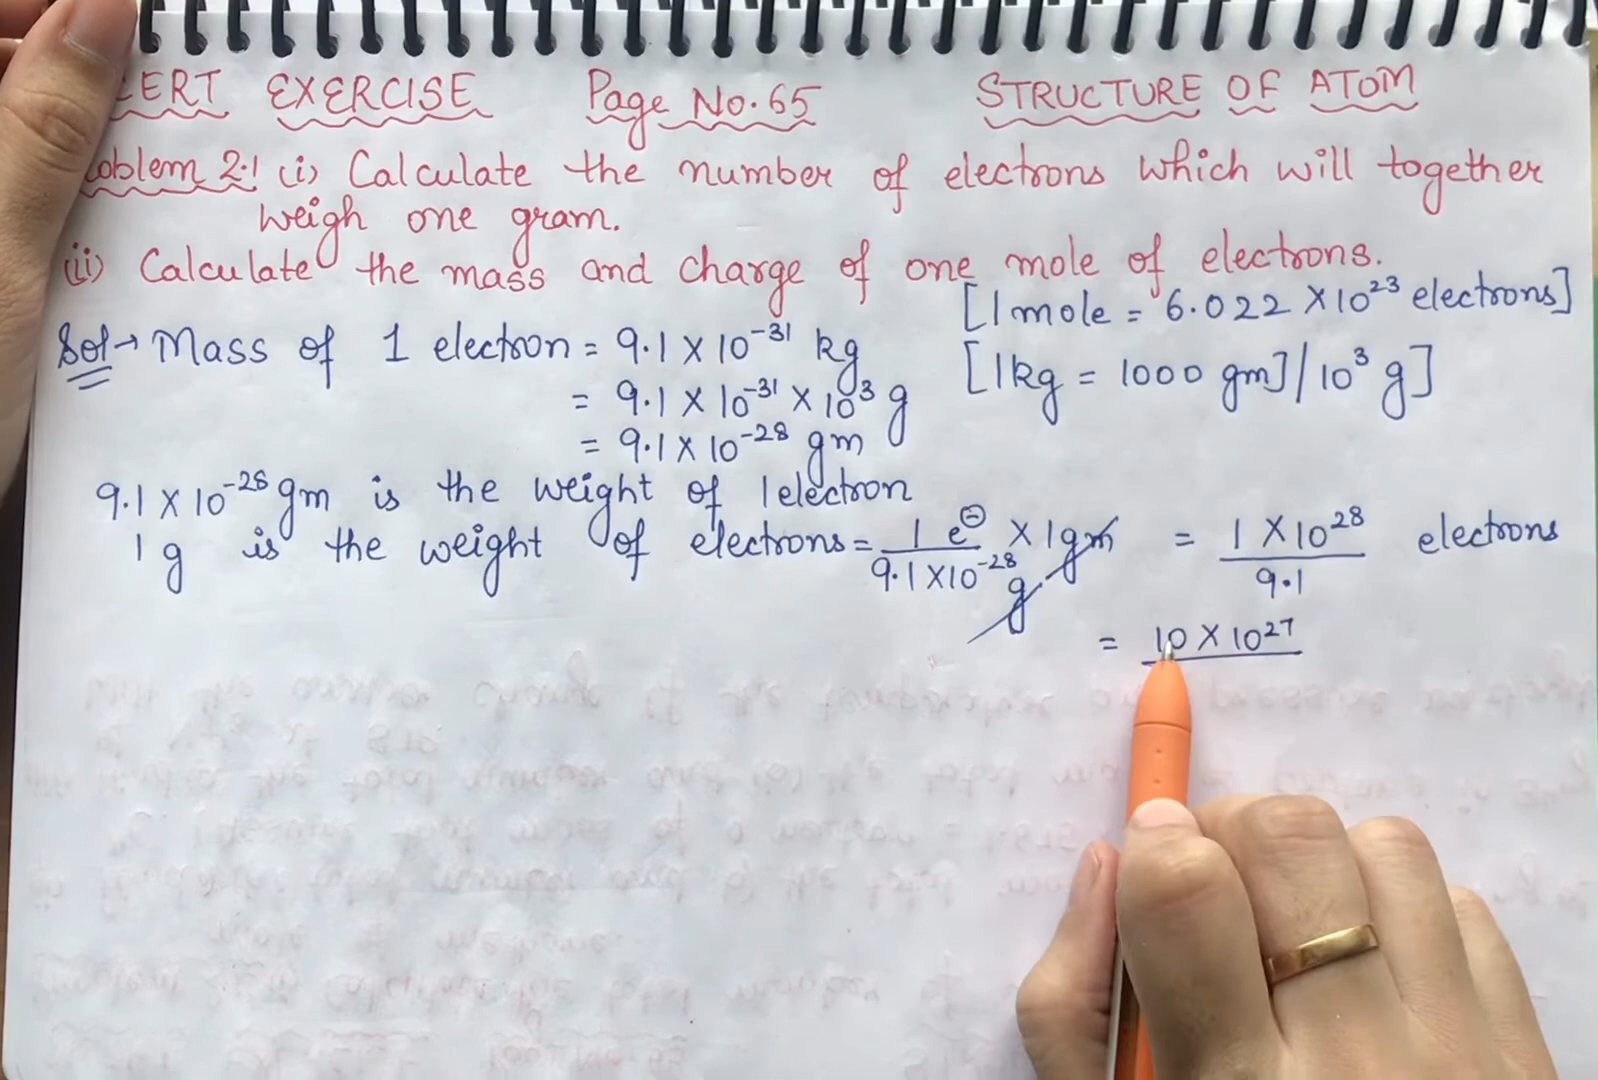 ERT EXERCISE Page No.65 STRUCTURE OF ATOM
oblem 2.1 (i) Calculate the number of electrons which will together
weigh one gram.
(ii) Calculate the mass and charge of one mole of electrons.
[1 mole = 6.022 × 10²³ electrons]
Sol → Mass of 1 electron = 9.1 × 10⁻³¹ kg
[1kg = 1000 gm] / 10³ g]
= 9.1 × 10⁻³¹ × 10³ g
= 9.1 × 10⁻²⁸ gm
9.1 × 10⁻²⁸ gm is the weight of 1 electron
1 g is the weight of electrons = 1 e⊖ × 1gm / 9.1 × 10⁻²⁸ g = 1 × 10²⁸ / 9.1 electrons
= 10 × 10²⁷